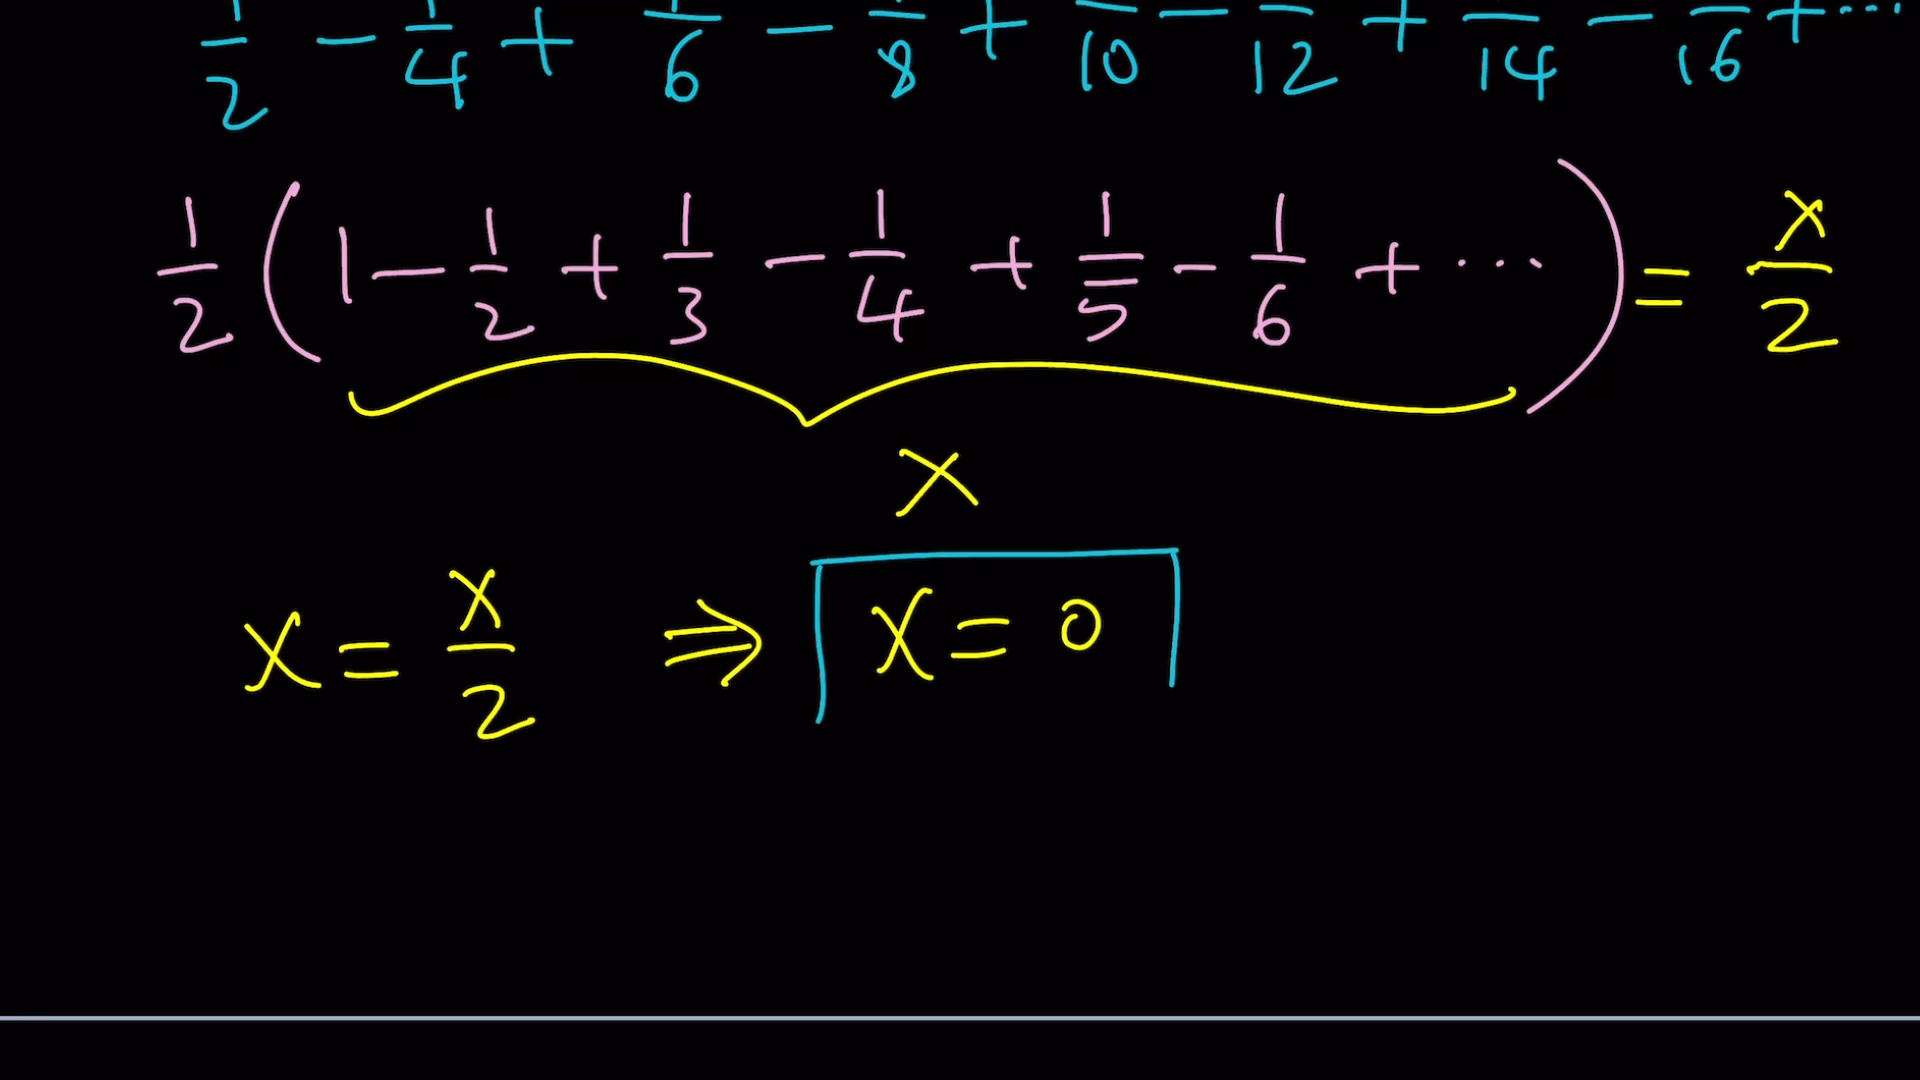 1/2 - 1/4 + 1/6 - 1/8 + 1/10 - 1/12 + 1/14 - 1/16 + ...
1/2 ( 1 - 1/2 + 1/3 - 1/4 + 1/5 - 1/6 + ... ) = x/2
x
x = x/2 ⇒ x = 0